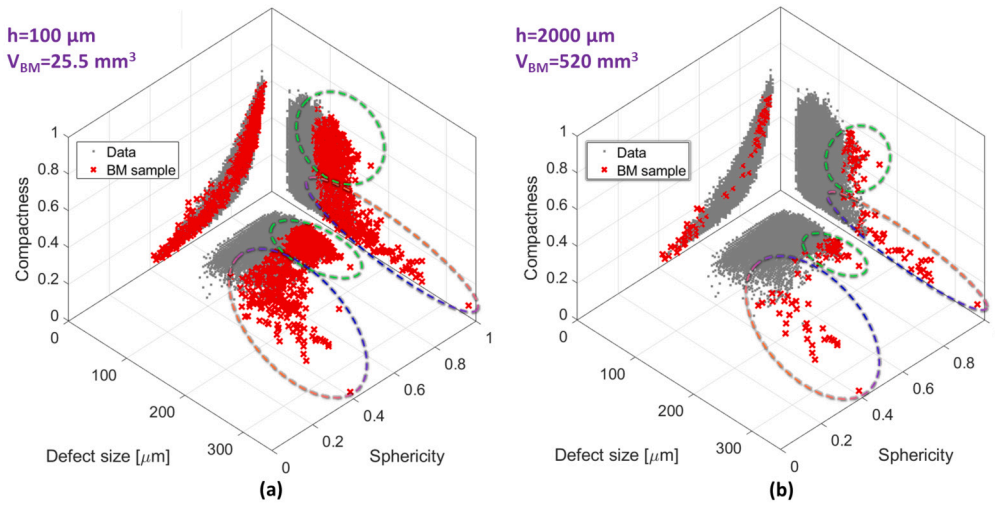 h=100 μm
V_BM=25.5 mm³
Compactness
1
0.8
0.6
0.4
0.2
0
Data
BM sample
0
100
200
300
Defect size [μm]
0
0.2
0.4
0.6
0.8
1
Sphericity
(a)
h=2000 μm
V_BM=520 mm³
Compactness
1
0.8
0.6
0.4
0.2
0
Data
BM sample
0
100
200
300
Defect size [μm]
0
0.2
0.4
0.6
0.8
1
Sphericity
(b)